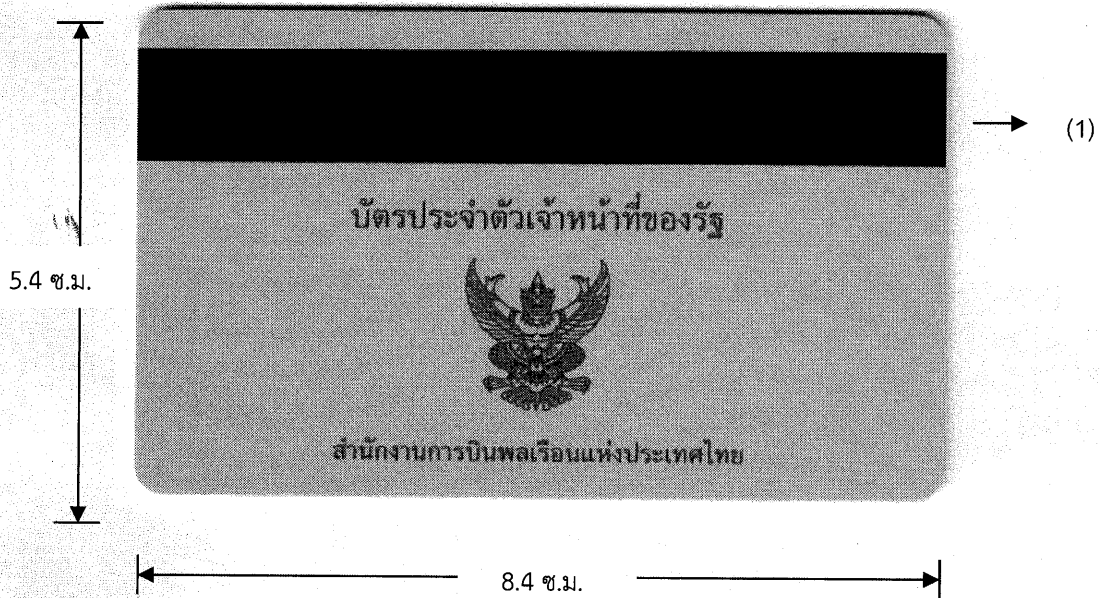 (1)
บัตรประจำตัวเจ้าหน้าที่ของรัฐ
5.4 ซ.ม.
สำนักงานการบินพลเรือนแห่งประเทศไทย
8.4 ซ.ม.